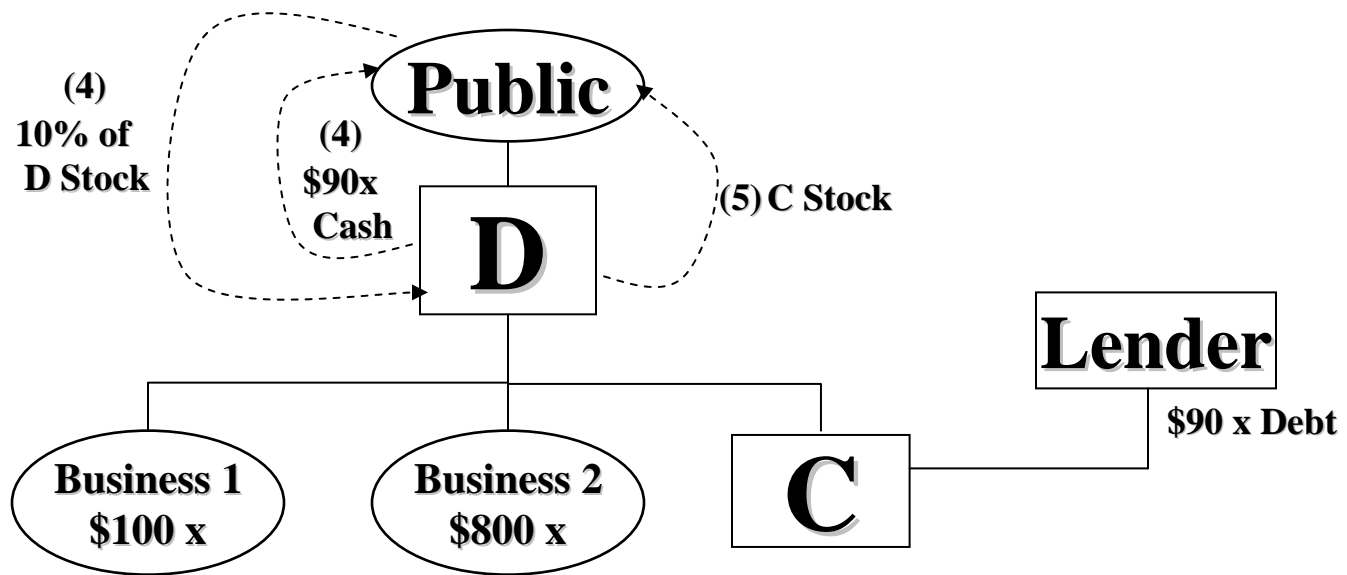 Public
(4)
10% of
D Stock
(4)
$90x
Cash
(5) C Stock
D
Lender
$90 x Debt
Business 1
$100 x
Business 2
$800 x
C